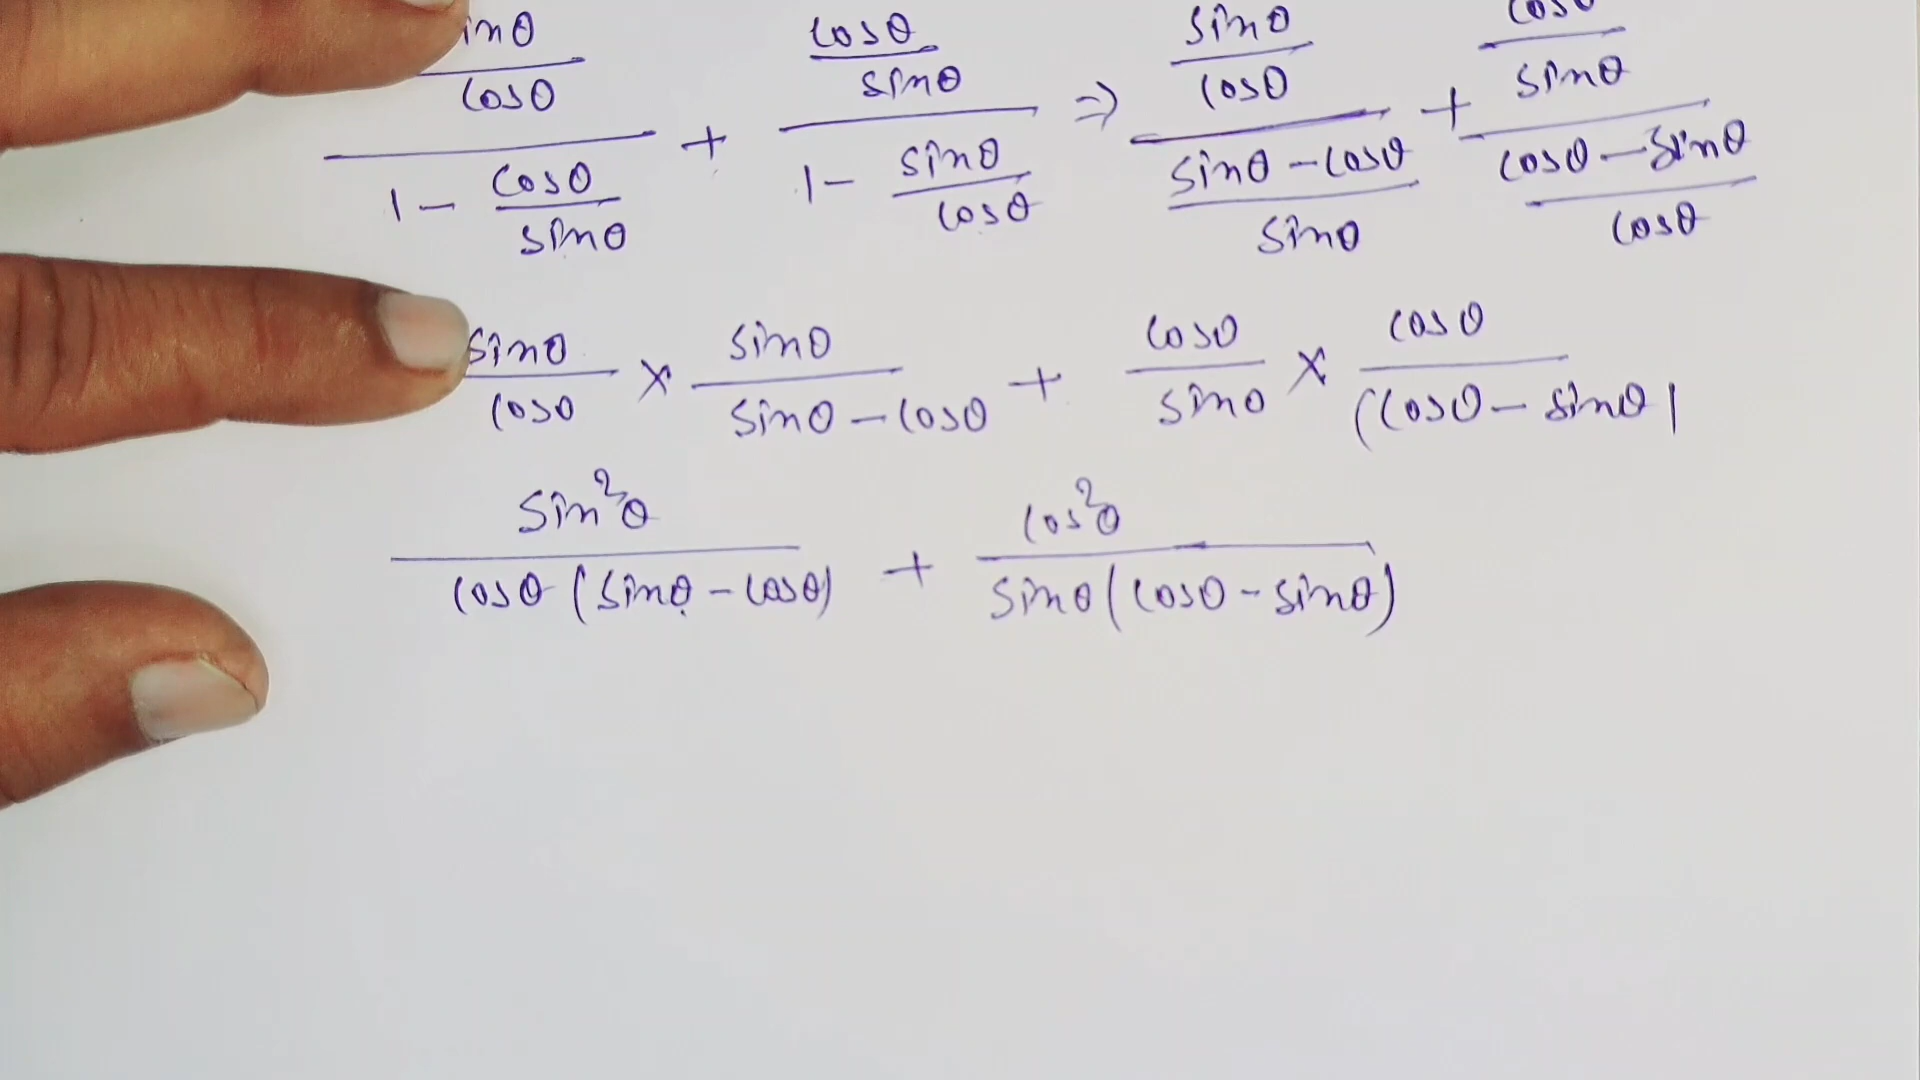 inθ/cosθ / (1 - cosθ/sinθ) + cosθ/sinθ / (1 - sinθ/cosθ) ⇒ sinθ/cosθ / (sinθ - cosθ / sinθ) + cosθ/sinθ / (cosθ - sinθ / cosθ)
sinθ/cosθ × sinθ/sinθ - cosθ + cosθ/sinθ × cosθ/(cosθ - sinθ)
sin²θ/cosθ(sinθ - cosθ) + cos²θ/sinθ(cosθ - sinθ)